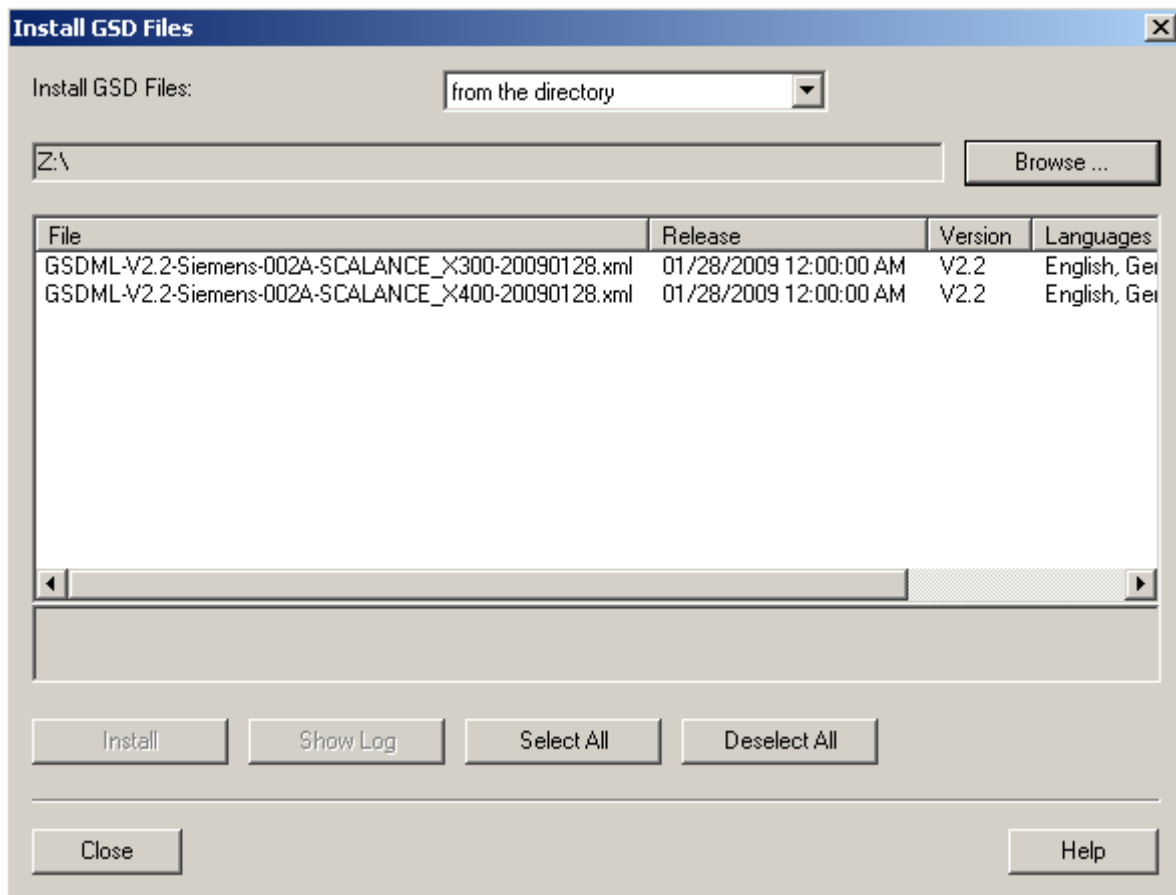 Install GSD Files
Install GSD Files: from the directory
Z:\ Browse ...
File Release Version Languages
GSDML-V2.2-Siemens-002A-SCALANCE_X300-20090128.xml 01/28/2009 12:00:00 AM V2.2 English, Ger
GSDML-V2.2-Siemens-002A-SCALANCE_X400-20090128.xml 01/28/2009 12:00:00 AM V2.2 English, Ger
Install Show Log Select All Deselect All
Close Help